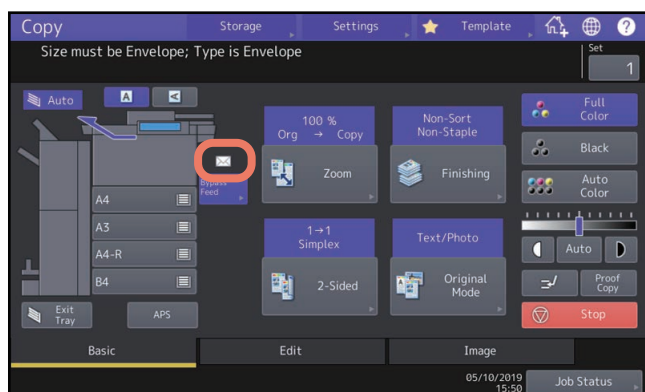 Copy
Storage
Settings
Template
?
Size must be Envelope; Type is Envelope
Set
1
Auto
A
A
A4
A3
A4-R
B4
Exit
Tray
APS
Bypass
Feed
100 %
Org → Copy
Zoom
Non-Sort
Non-Staple
Finishing
1→1
Simplex
2-Sided
Text/Photo
Original
Mode
Full
Color
Black
Auto
Color
Auto
Proof
Copy
Stop
Basic
Edit
Image
05/10/2019
15:50
Job Status